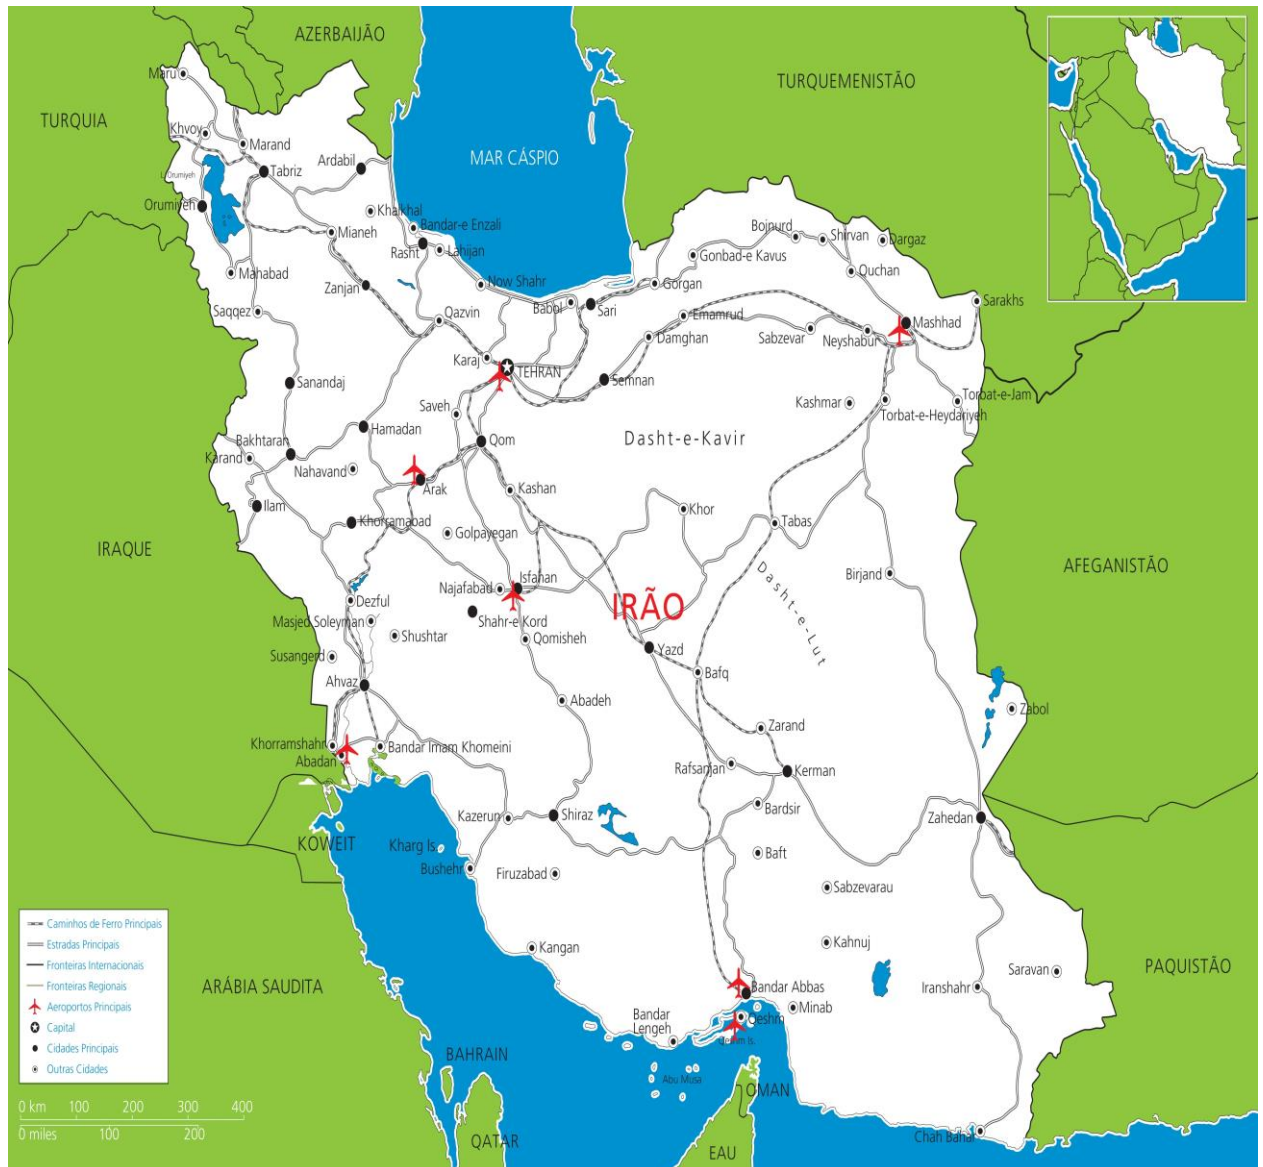 AZERBAIJÃO
TURQUEMENISTÃO
TURQUIA
MAR CÁSPIO
Maru
Khvoy
Marand
Ardabil
Tabriz
L. Orumiyeh
Orumiyeh
Khalkhal
Bandar-e Enzali
Mianeh
Rasht
Lahijan
Bojnurd
Shirvan
Dargaz
Gonbad-e Kavus
Mahabad
Quchan
Zanjan
Now Shahr
Gorgan
Saqqez
Qazvin
Babol
Sari
Emamrud
Sarakhs
Mashhad
Damghan
Sabzevar
Neyshabur
Karaj
TEHRAN
Semnan
Sanandaj
Saveh
Kashmar
Torbat-e-Jam
Torbat-e-Heydariyeh
Hamadan
Bakhtaran
Qom
Dasht-e-Kavir
Karand
Nahavand
Arak
Kashan
Ilam
Khorramabad
Khor
Tabas
Golpayegan
IRAQUE
AFEGANISTÃO
Birjand
Isfahan
Najafabad
Dasht-e-Lut
Dezful
IRÃO
Masjed Soleyman
Shahr-e Kord
Shushtar
Qomisheh
Susangerd
Yazd
Bafq
Ahvaz
Abadeh
Zabol
Zarand
Khorramshahr
Bandar Imam Khomeini
Abadan
Rafsanjan
Kerman
Bardsir
Kazerun
Shiraz
Zahedan
KOWEIT
Kharg Is.
Baft
Bushehr
Firuzabad
Sabzevarau
Kahnuj
Kangan
Saravan
PAQUISTÃO
ARÁBIA SAUDITA
Bandar Abbas
Iranshahr
Minab
Bandar
Lengeh
Qeshm
Qeshm Is.
BAHRAIN
Abu Musa
OMAN
Chah Bahar
QATAR
EAU
Caminhos de Ferro Principais
Estradas Principais
Fronteiras Internacionais
Fronteiras Regionais
Aeroportos Principais
Capital
Cidades Principais
Outras Cidades
0 km 100 200 300 400
0 miles 100 200